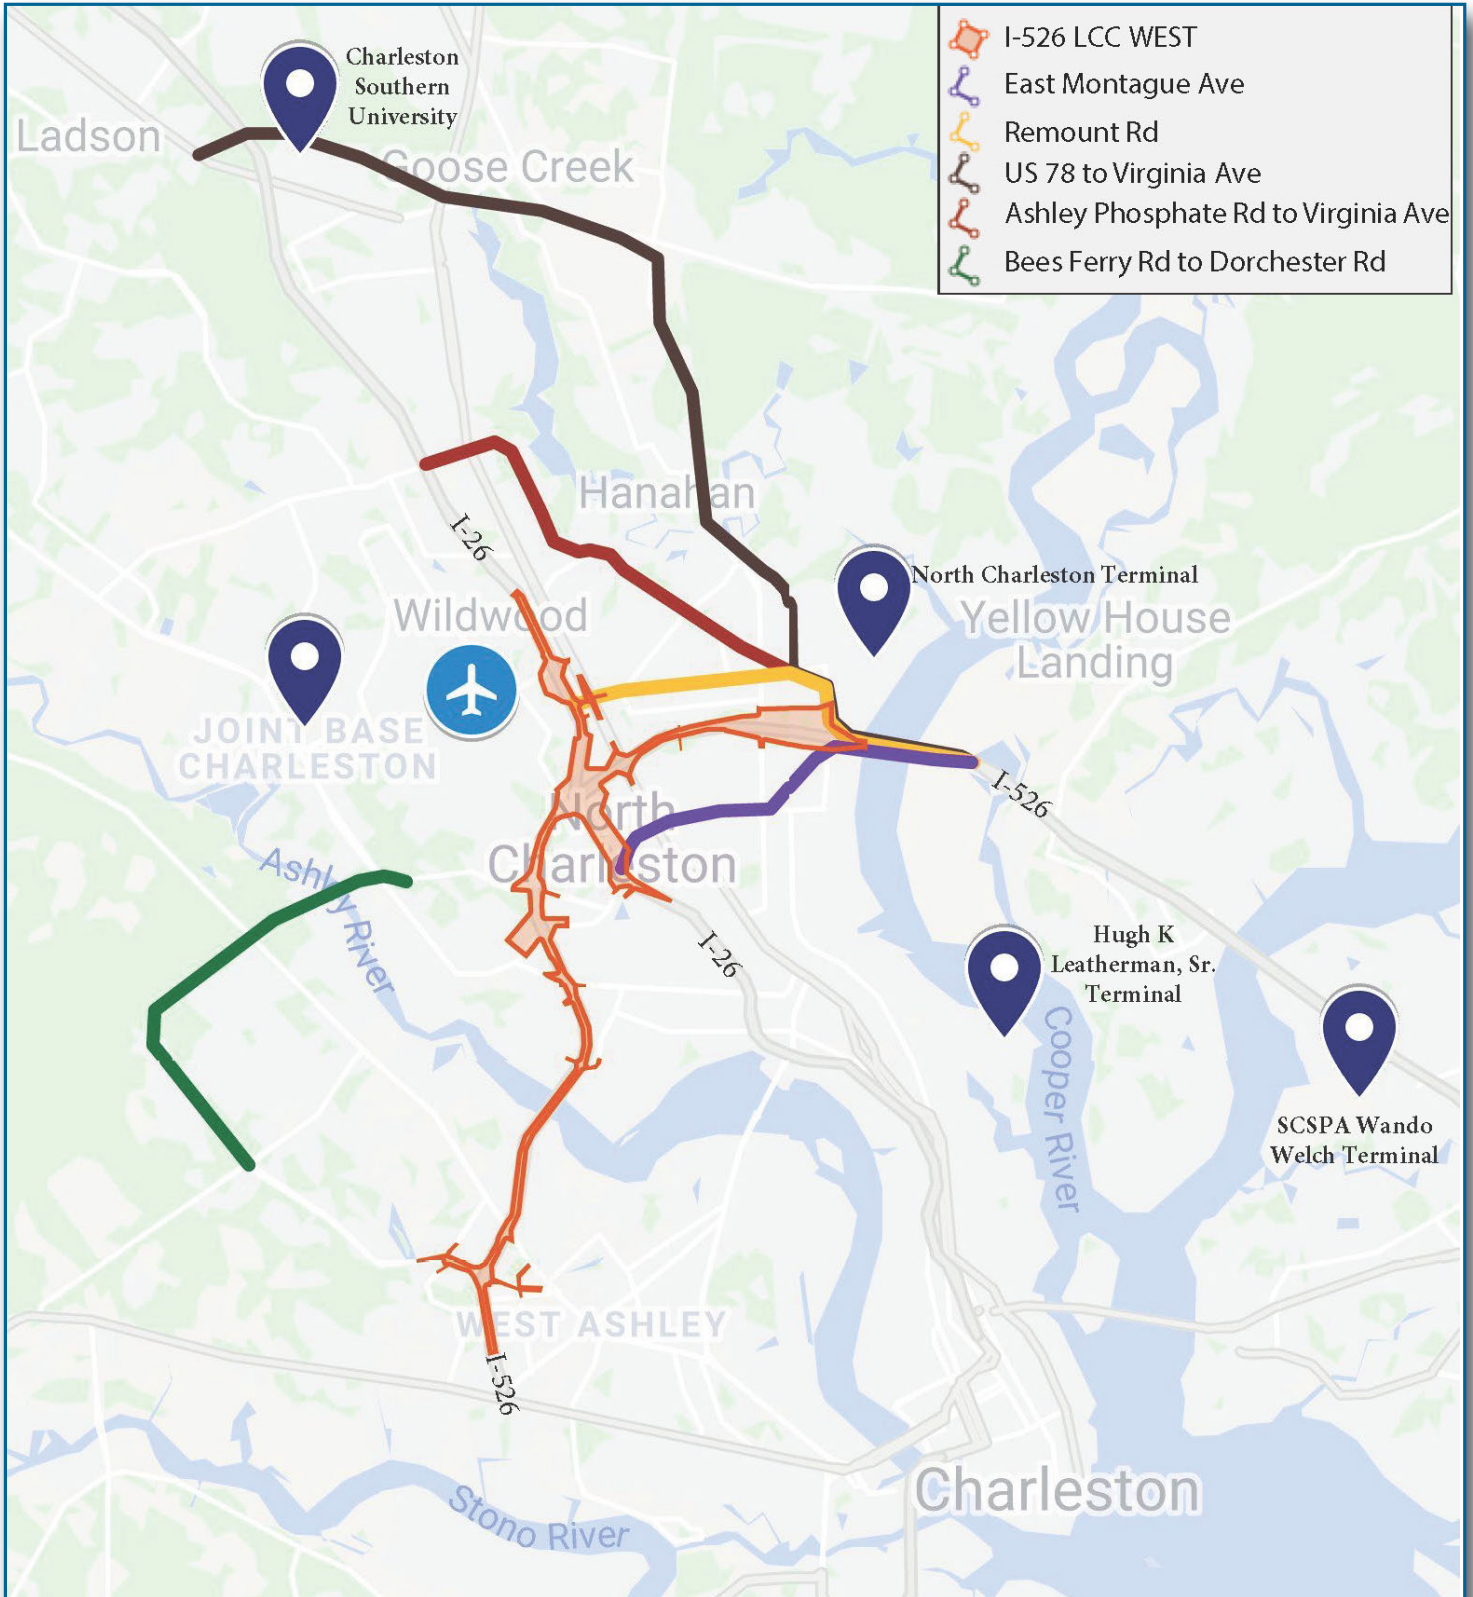 Charleston
Southern
University
Ladson
Goose Creek
I-526 LCC WEST
East Montague Ave
Remount Rd
US 78 to Virginia Ave
Ashley Phosphate Rd to Virginia Ave
Bees Ferry Rd to Dorchester Rd
Hanahan
I-26
North Charleston Terminal
Wildwood
Yellow House
Landing
JOINT BASE
CHARLESTON
I-526
North
Charleston
Ashley River
I-26
Hugh K
Leatherman, Sr.
Terminal
Cooper River
SCSPA Wando
Welch Terminal
WEST ASHLEY
I-526
Charleston
Stono River